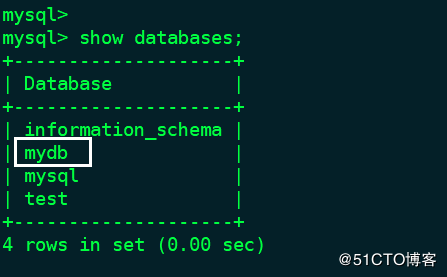 mysql>
mysql> show databases;
+--------------------+
| Database           |
+--------------------+
| information_schema |
| mydb               |
| mysql              |
| test               |
+--------------------+
4 rows in set (0.00 sec)
@51CTO博客